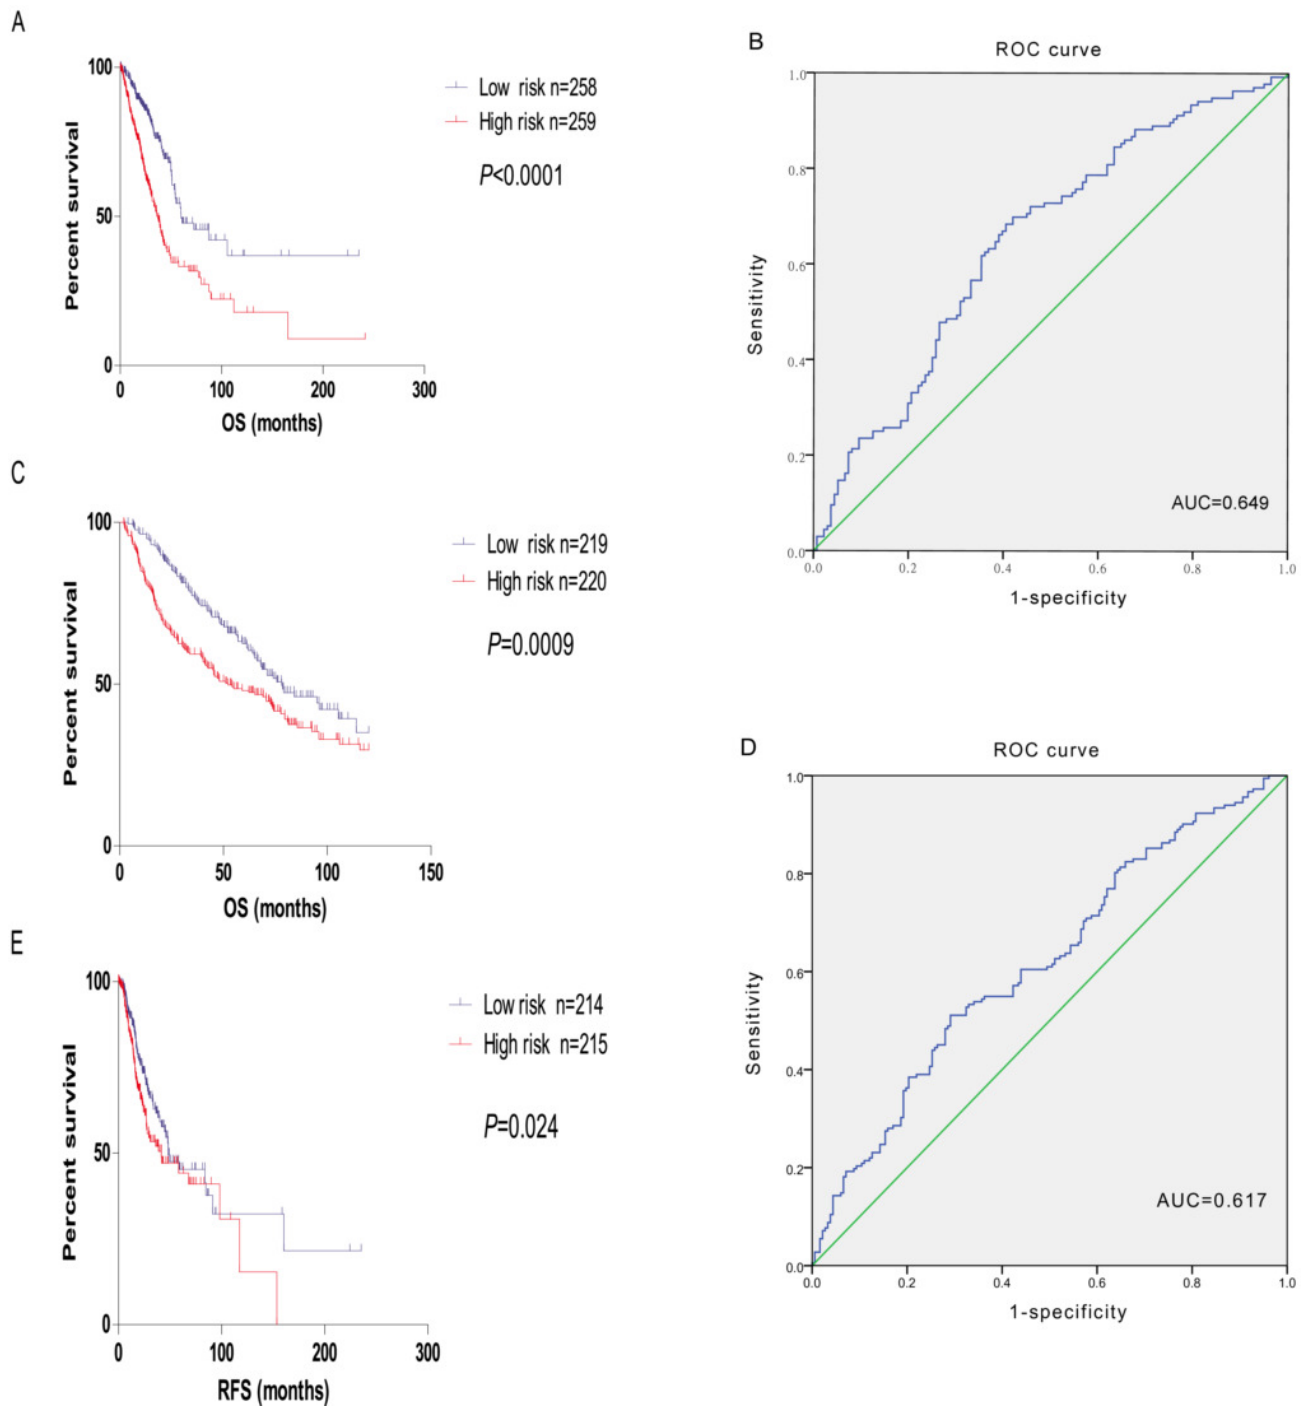 A
100
50
0
Percent survival
0 100 200 300
OS (months)
Low risk n=258
High risk n=259
P<0.0001
B
ROC curve
1.0
0.8
0.6
0.4
0.2
0.0
Sensitivity
0.0 0.2 0.4 0.6 0.8 1.0
1-specificity
AUC=0.649
C
100
50
0
Percent survival
0 50 100 150
OS (months)
Low risk n=219
High risk n=220
P=0.0009
D
ROC curve
1.0
0.8
0.6
0.4
0.2
0.0
Sensitivity
0.0 0.2 0.4 0.6 0.8 1.0
1-specificity
AUC=0.617
E
100
50
0
Percent survival
0 100 200 300
RFS (months)
Low risk n=214
High risk n=215
P=0.024